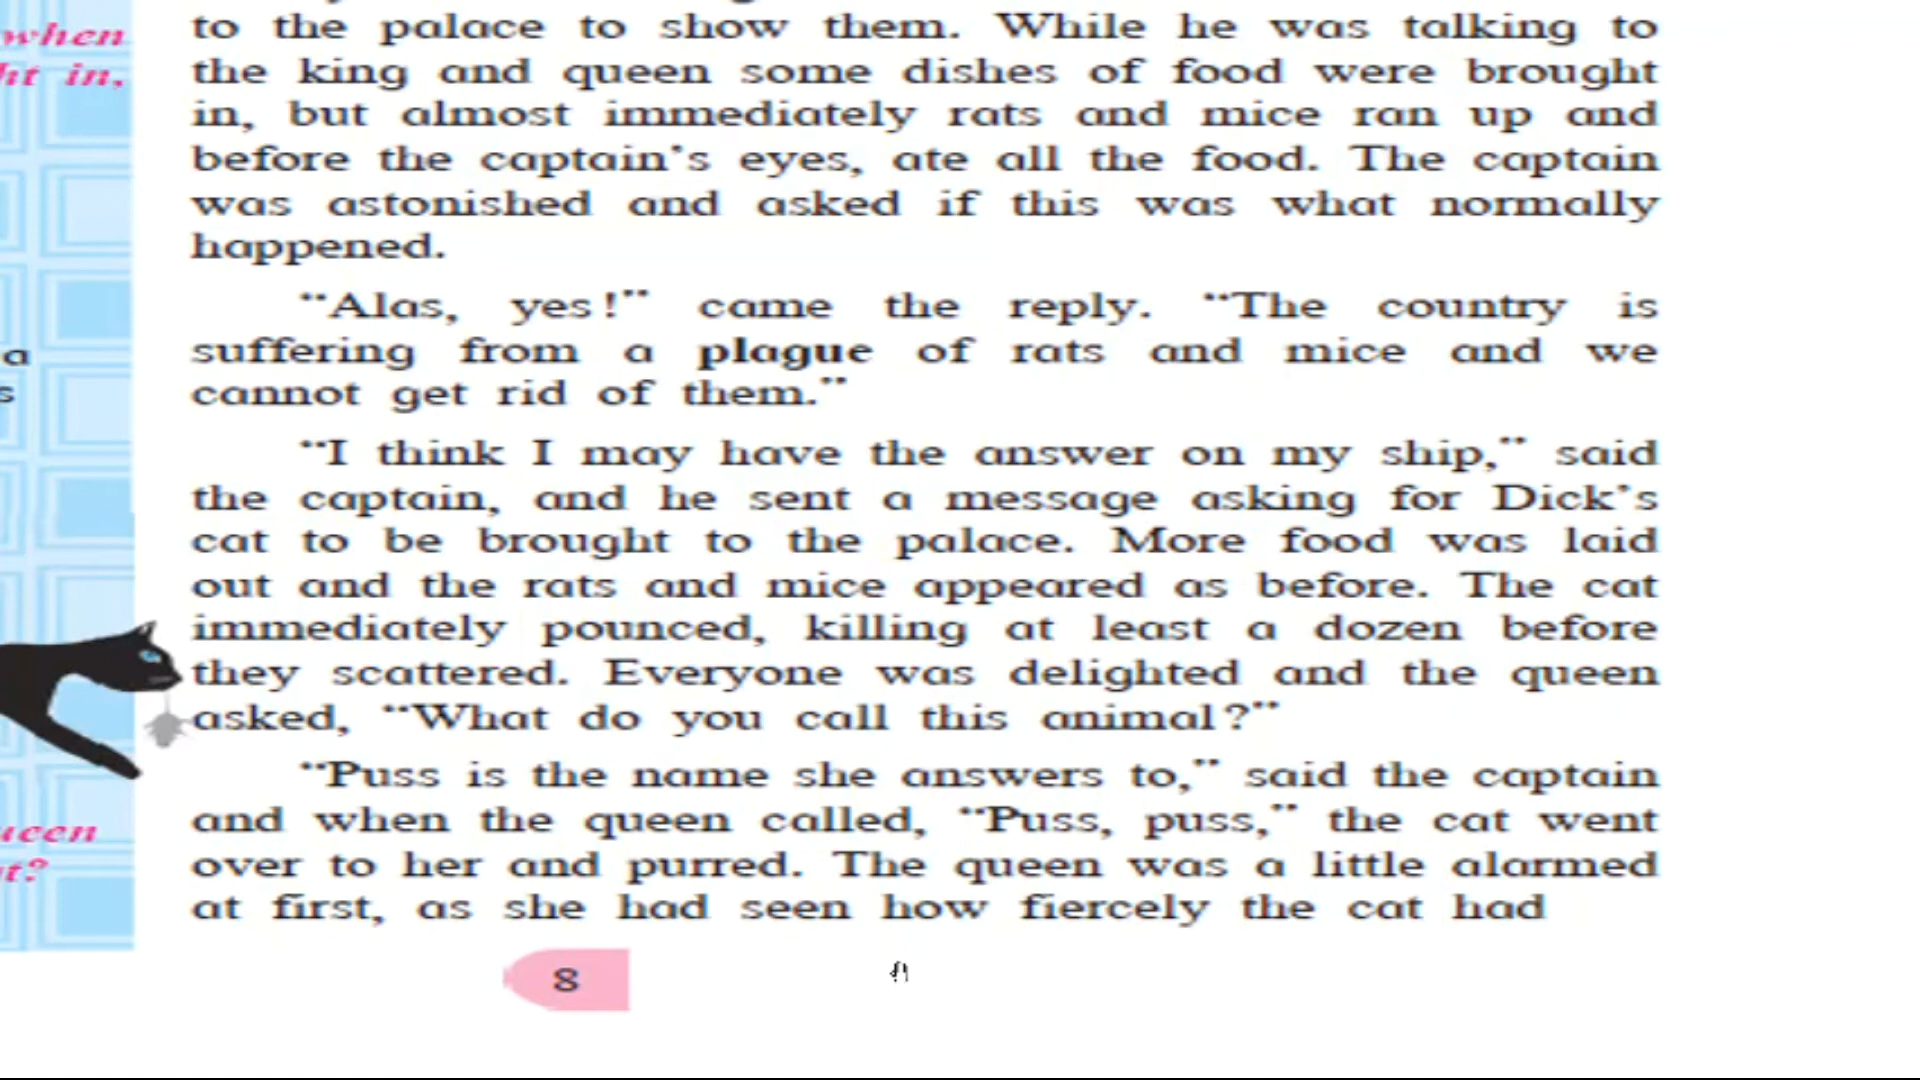 when
ht in,
a
s
ueen
t?
to the palace to show them. While he was talking to
the king and queen some dishes of food were brought
in, but almost immediately rats and mice ran up and
before the captain's eyes, ate all the food. The captain
was astonished and asked if this was what normally
happened.
"Alas, yes!" came the reply. "The country is
suffering from a plague of rats and mice and we
cannot get rid of them."
"I think I may have the answer on my ship," said
the captain, and he sent a message asking for Dick's
cat to be brought to the palace. More food was laid
out and the rats and mice appeared as before. The cat
immediately pounced, killing at least a dozen before
they scattered. Everyone was delighted and the queen
asked, "What do you call this animal?"
"Puss is the name she answers to," said the captain
and when the queen called, "Puss, puss," the cat went
over to her and purred. The queen was a little alarmed
at first, as she had seen how fiercely the cat had
8